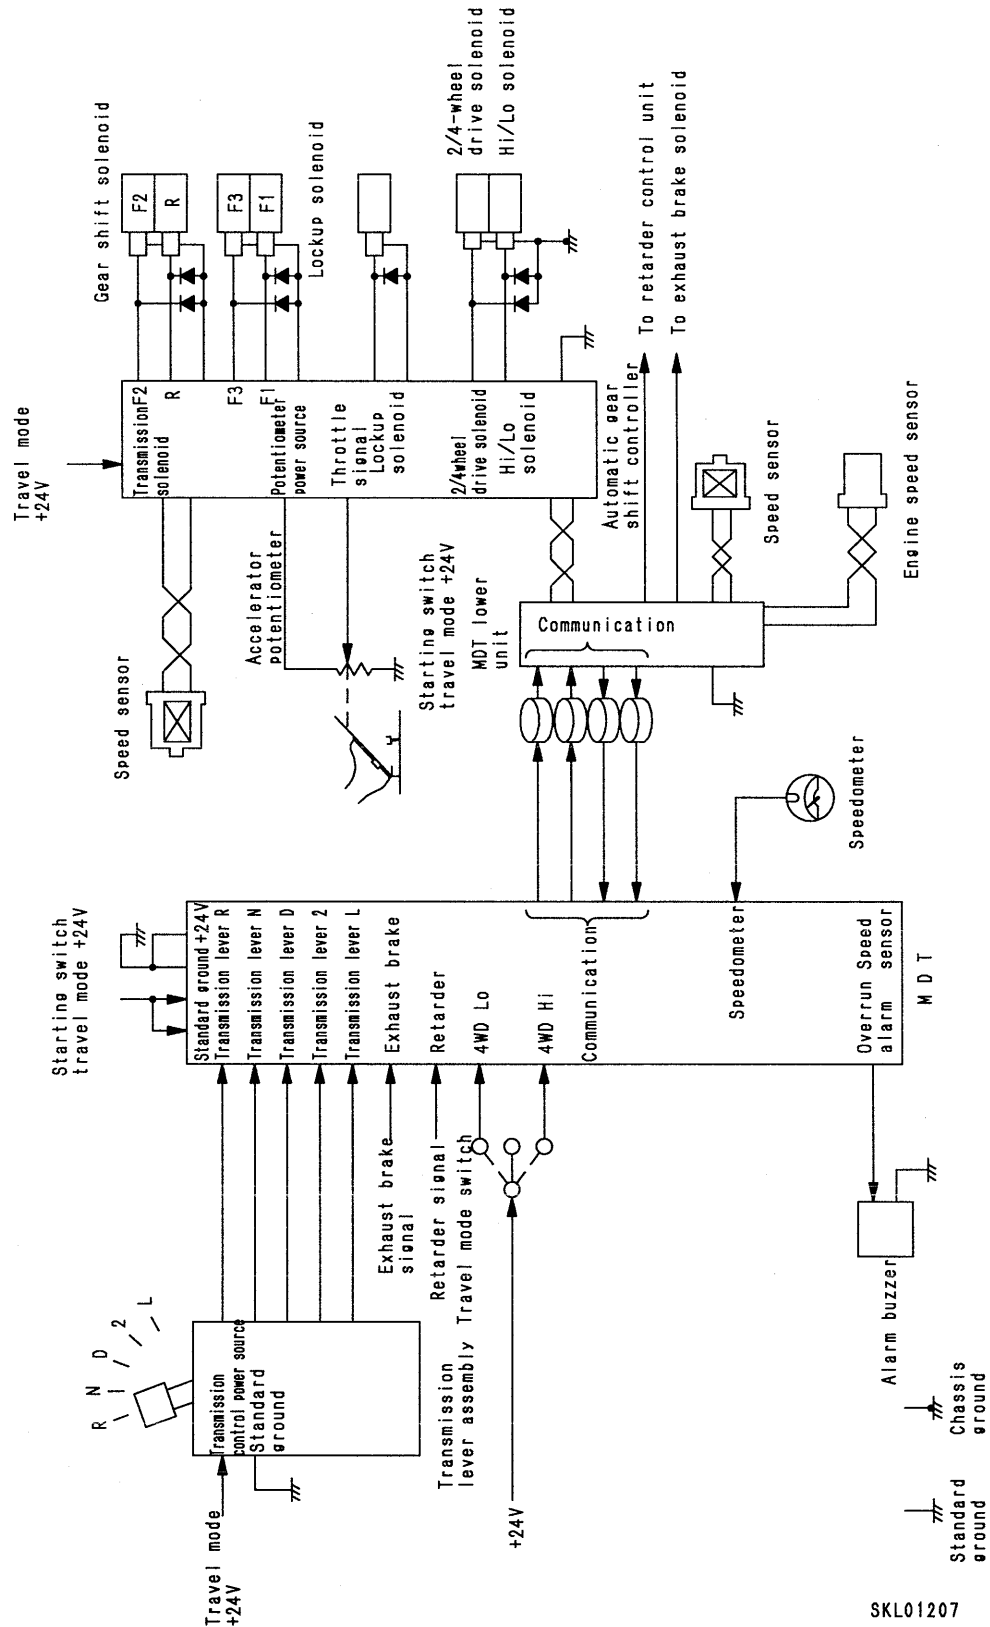 Travel mode
+24V
R
N
D
2
L
Transmission
control power source
Standard
ground
Transmission
lever assembly
Exhaust brake
signal
Retarder signal
Travel mode switch
+24V
Alarm buzzer
Standard
ground
Chassis
ground
Starting switch
travel mode +24V
Standard ground +24V
Transmission lever R
Transmission lever N
Transmission lever D
Transmission lever 2
Transmission lever L
Exhaust brake
Retarder
4WD Lo
4WD Hi
Communication
Speedometer
Overrun Speed
alarm sensor
MDT
Speedometer
Speed sensor
Accelerator
potentiometer
Starting switch
travel mode +24V
MDT lower
unit
Communication
Speed sensor
Engine speed sensor
Travel mode
+24V
Transmission F2
solenoid
R
F3
F1
Potentiometer
power source
Throttle
signal
Lockup
solenoid
2/4wheel
drive solenoid
Hi/Lo
solenoid
Automatic gear
shift controller
To retarder control unit
To exhaust brake solenoid
Gear shift solenoid
F2
R
F3
F1
Lockup solenoid
2/4-wheel
drive solenoid
Hi/Lo solenoid
SKL01207